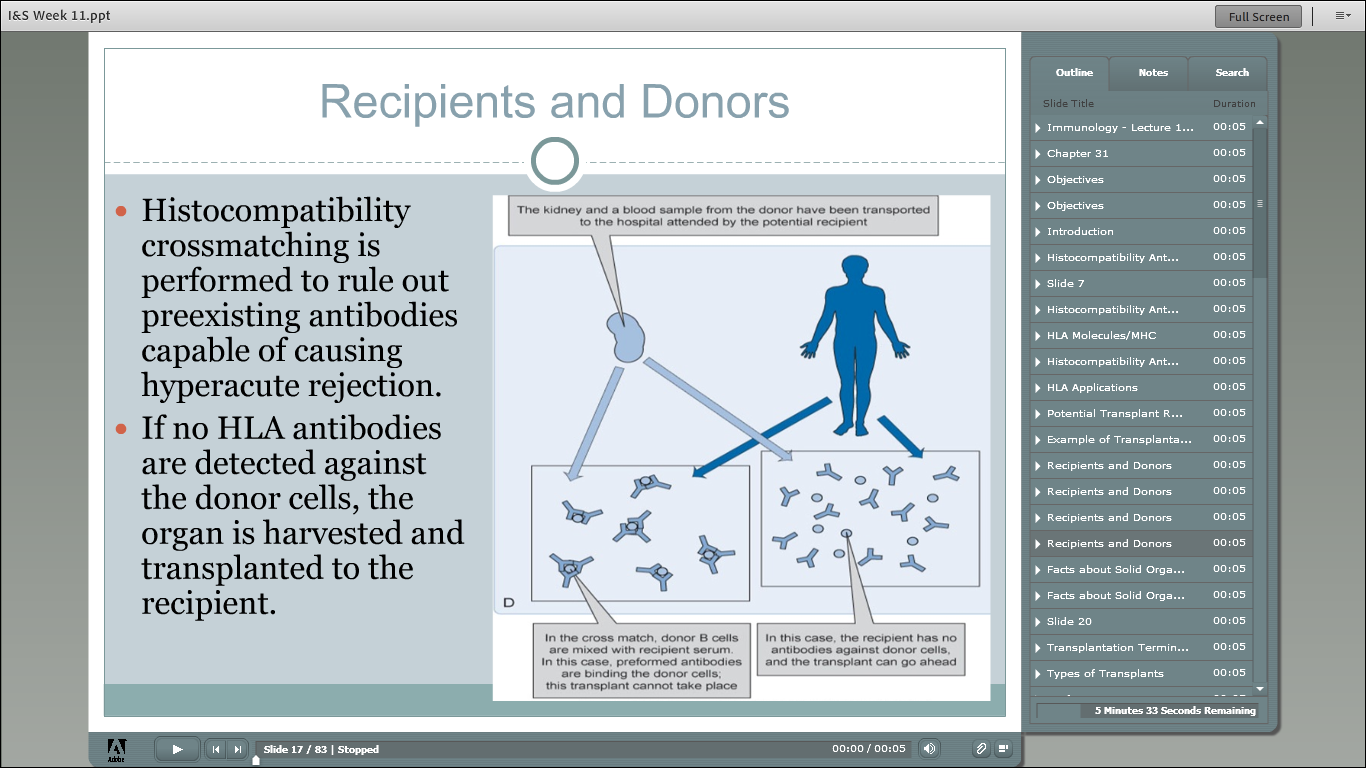 I&S Week 11.ppt
Full Screen
Recipients and Donors
Histocompatibility
crossmatching is
performed to rule out
preexisting antibodies
capable of causing
hyperacute rejection.
If no HLA antibodies
are detected against
the donor cells, the
organ is harvested and
transplanted to the
recipient.
The kidney and a blood sample from the donor have been transported
to the hospital attended by the potential recipient
D
In the cross match, donor B cells
are mixed with recipient serum.
In this case, preformed antibodies
are binding the donor cells;
this transplant cannot take place
In this case, the recipient has no
antibodies against donor cells,
and the transplant can go ahead
Outline Notes Search
Slide Title Duration
Immunology - Lecture 1... 00:05
Chapter 31 00:05
Objectives 00:05
Objectives 00:05
Introduction 00:05
Histocompatibility Ant... 00:05
Slide 7 00:05
Histocompatibility Ant... 00:05
HLA Molecules/MHC 00:05
Histocompatibility Ant... 00:05
HLA Applications 00:05
Potential Transplant R... 00:05
Example of Transplanta... 00:05
Recipients and Donors 00:05
Recipients and Donors 00:05
Recipients and Donors 00:05
Recipients and Donors 00:05
Facts about Solid Orga... 00:05
Facts about Solid Orga... 00:05
Slide 20 00:05
Transplantation Termin... 00:05
Types of Transplants 00:05
5 Minutes 33 Seconds Remaining
Adobe
Slide 17 / 83 | Stopped
00:00 / 00:05